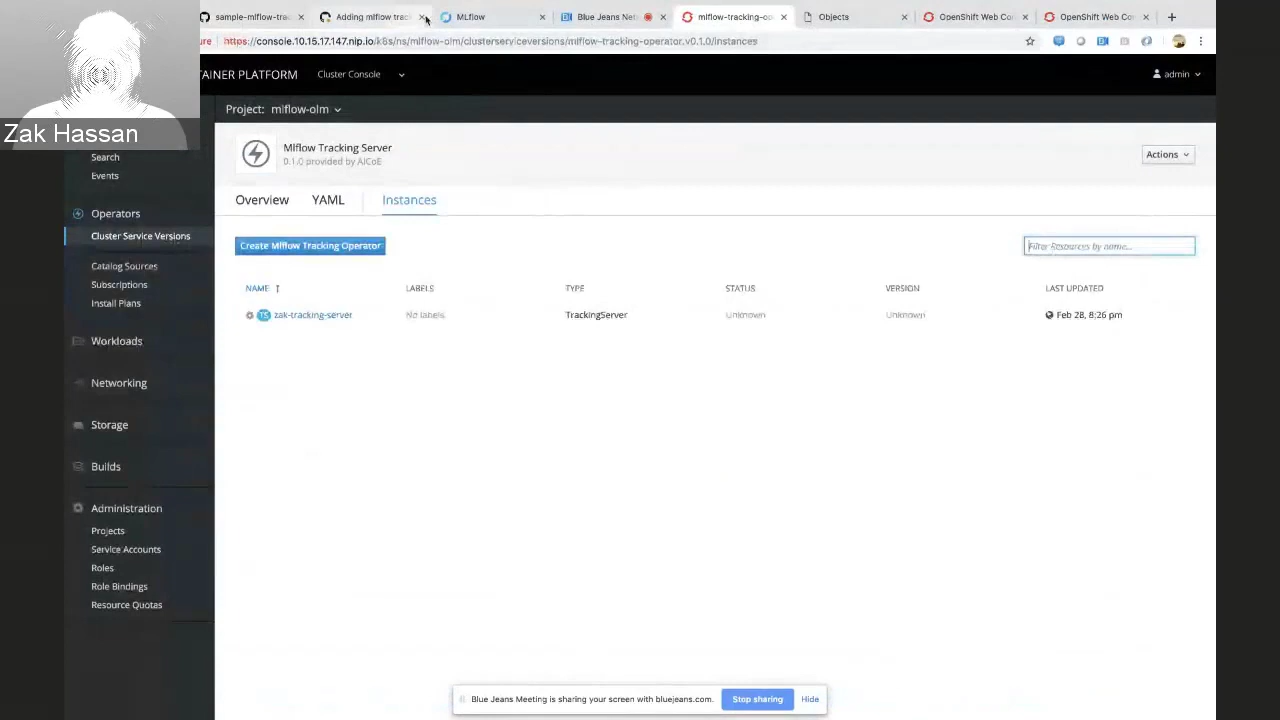 sample-mlflow-trac
Adding mlflow track
MLflow
Blue Jeans Net
mlflow-tracking-op
Objects
OpenShift Web Con
OpenShift Web Con
ure https://console.10.15.17.147.nip.io/k8s/ns/mlflow-olm/clusterserviceversions/mlflow-tracking-operator.v0.1.0/instances
TAINER PLATFORM
Cluster Console
admin
Zak Hassan
Project: mlflow-olm
Search
Events
Operators
Cluster Service Versions
Catalog Sources
Subscriptions
Install Plans
Workloads
Networking
Storage
Builds
Administration
Projects
Service Accounts
Roles
Role Bindings
Resource Quotas
Mlflow Tracking Server
0.1.0 provided by AICoE
Actions
Overview
YAML
Instances
Create Mlflow Tracking Operator
Filter Resources by name...
NAME LABELS TYPE STATUS VERSION LAST UPDATED
TS zak-tracking-server No labels TrackingServer Unknown Unknown Feb 28, 8:26 pm
Blue Jeans Meeting is sharing your screen with bluejeans.com.
Stop sharing
Hide